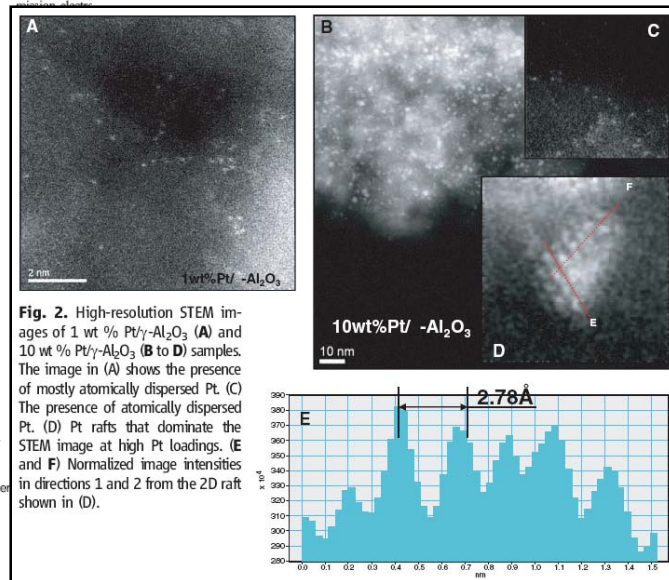 mission electro
A
2 nm
1wt%Pt/ -Al₂O₃
B
C
F
E
D
10wt%Pt/ -Al₂O₃
10 nm
Fig. 2. High-resolution STEM im-
ages of 1 wt % Pt/γ-Al₂O₃ (A) and
10 wt % Pt/γ-Al₂O₃ (B to D) samples.
The image in (A) shows the presence
of mostly atomically dispersed Pt. (C)
The presence of atomically dispersed
Pt. (D) Pt rafts that dominate the
STEM image at high Pt loadings. (E
and F) Normalized image intensities
in directions 1 and 2 from the 2D raft
shown in (D).
er
E
2.78Å
390
380
370
360
350
340
330
320
310
300
290
280
x 10⁴
0.0 0.1 0.2 0.3 0.4 0.5 0.6 0.7 0.8 0.9 1.0 1.1 1.2 1.3 1.4 1.5
nm